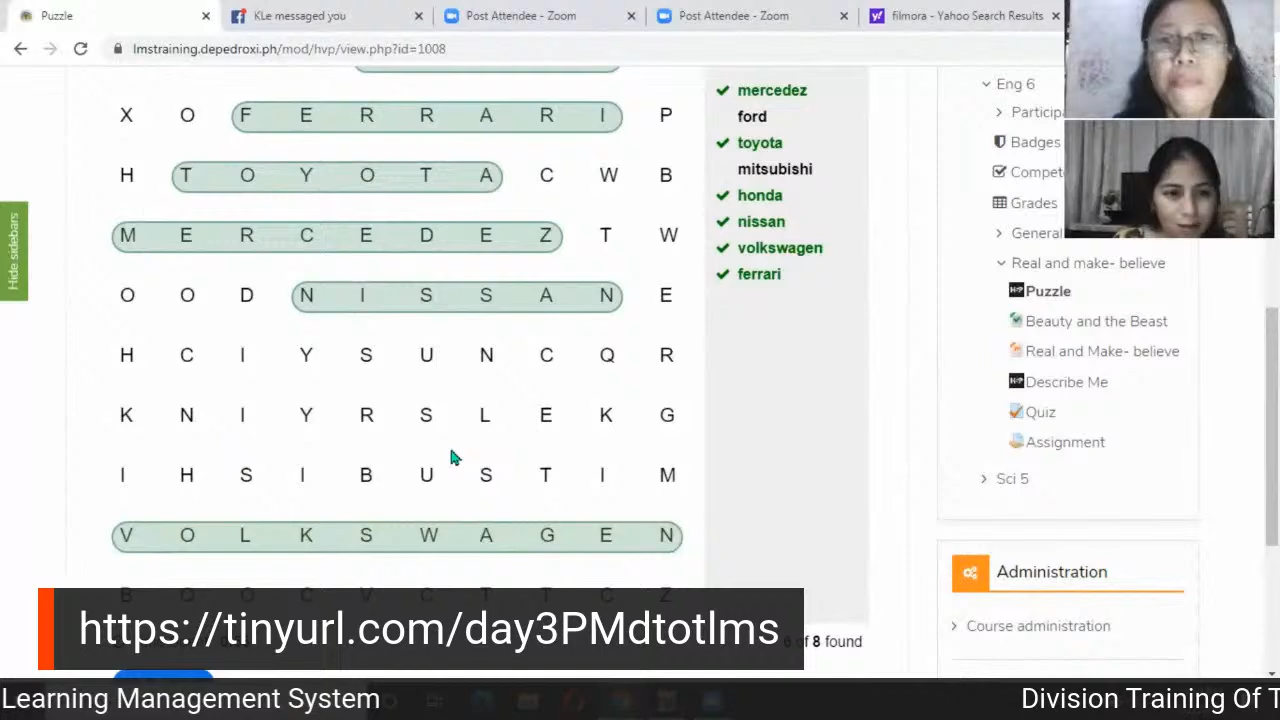 Puzzle
KLe messaged you
Post Attendee - Zoom
Post Attendee - Zoom
filmora - Yahoo Search Results
lmstraining.depedroxi.ph/mod/hvp/view.php?id=1008
Hide sidebars
X O F E R R A R I P
H T O Y O T A C W B
M E R C E D E Z T W
O O D N I S S A N E
H C I Y S U N C Q R
K N I Y R S L E K G
I H S I B U S T I M
V O L K S W A G E N
mercedez
ford
toyota
mitsubishi
honda
nissan
volkswagen
ferrari
of 8 found
Eng 6
Participa
Badges
Compet
Grades
General
Real and make- believe
H-P Puzzle
Beauty and the Beast
Real and Make- believe
H-P Describe Me
Quiz
Assignment
Sci 5
Administration
Course administration
https://tinyurl.com/day3PMdtotlms
Learning Management System
Division Training Of T